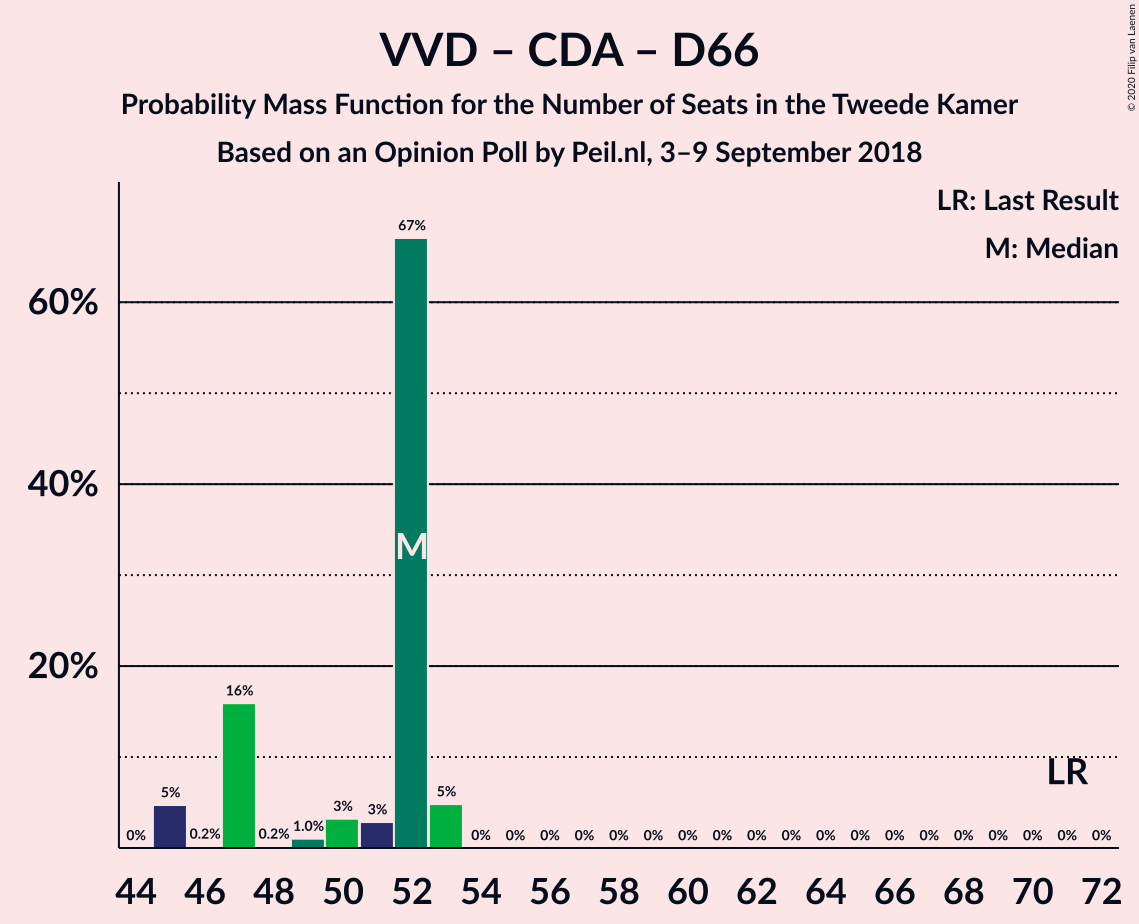 VVD – CDA – D66
Probability Mass Function for the Number of Seats in the Tweede Kamer
Based on an Opinion Poll by Peil.nl, 3–9 September 2018
© 2020 Filip van Laenen
LR: Last Result
M: Median
60%
40%
20%
0% 5% 0.2% 16% 0.2% 1.0% 3% 3% 67% 5% 0% 0% 0% 0% 0% 0% 0% 0% 0% 0% 0% 0% 0% 0% 0% 0% 0% 0% 0%
M
LR
44 46 48 50 52 54 56 58 60 62 64 66 68 70 72